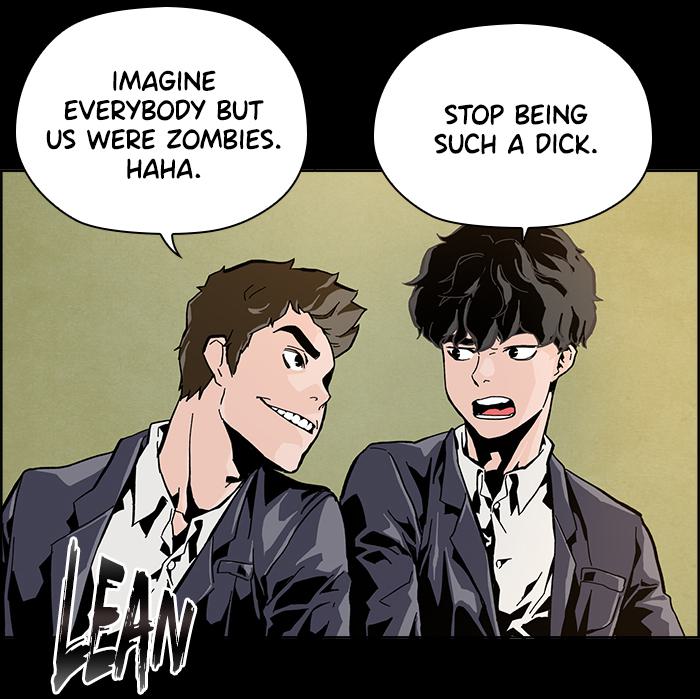 IMAGINE
EVERYBODY BUT
US WERE ZOMBIES.
HAHA.
STOP BEING
SUCH A DICK.
LEAN